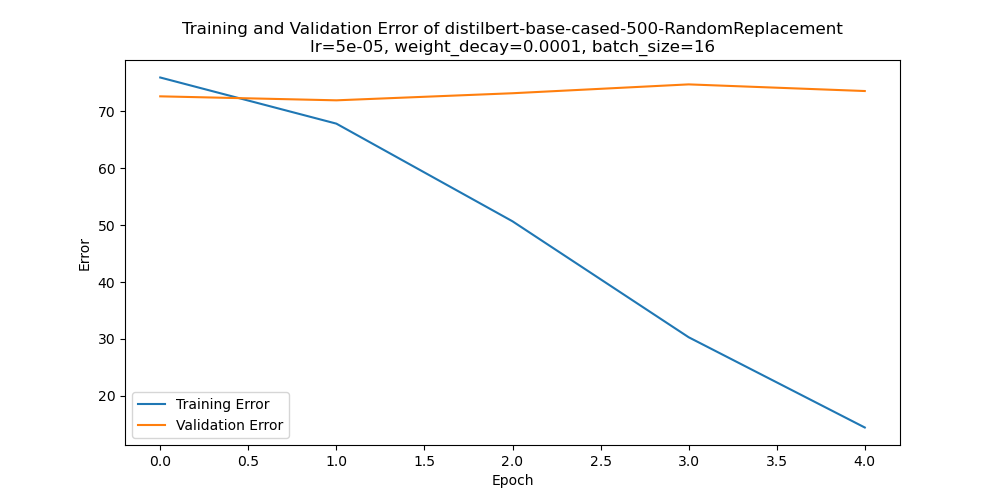 Training and Validation Error of distilbert-base-cased-500-RandomReplacement
lr=5e-05, weight_decay=0.0001, batch_size=16
Error
70
60
50
40
30
20
Training Error
Validation Error
0.0 0.5 1.0 1.5 2.0 2.5 3.0 3.5 4.0
Epoch